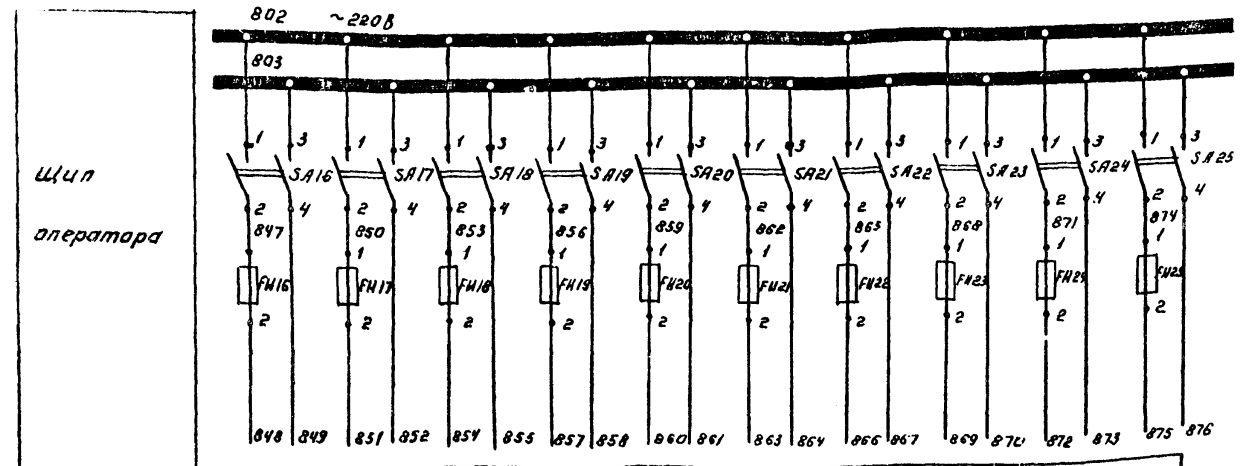 802 ~220В
803
1 3 1 3 1 3 1 3 1 3 1 3 1 3 1 3 1 3 1 3
SA16 SA17 SA18 SA19 SA20 SA21 SA22 SA23 SA24 SA25
щит
оператора
2 4 2 4 2 4 2 4 2 4 2 4 2 4 2 4 2 4 2 4
847 850 853 856 859 862 865 868 871 874
1 1 1 1 1 1 1 1 1
FU16 FU17 FU18 FU19 FU20 FU21 FU22 FU23 FU24 FU25
2 2 2 2 2 2 2 2 2 2
848 849 851 852 854 855 857 858 860 861 863 864 866 867 869 870 872 873 875 876